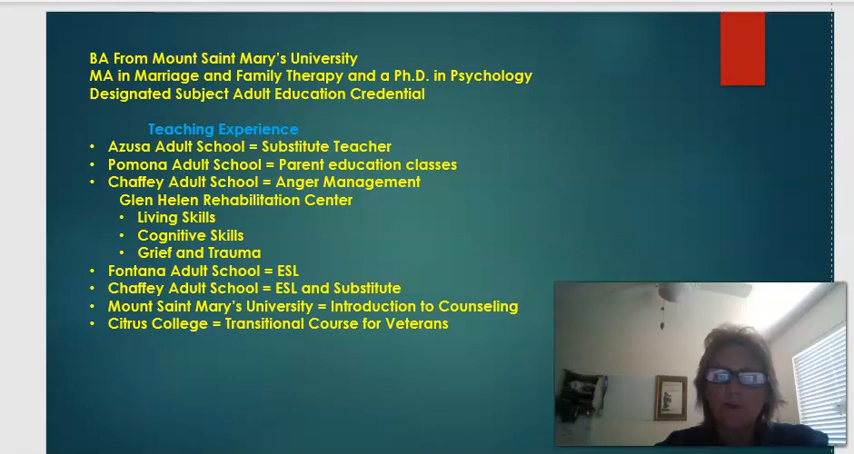 BA From Mount Saint Mary's University
MA in Marriage and Family Therapy and a Ph.D. in Psychology
Designated Subject Adult Education Credential
Teaching Experience
• Azusa Adult School = Substitute Teacher
• Pomona Adult School = Parent education classes
• Chaffey Adult School = Anger Management
Glen Helen Rehabilitation Center
• Living Skills
• Cognitive Skills
• Grief and Trauma
• Fontana Adult School = ESL
• Chaffey Adult School = ESL and Substitute
• Mount Saint Mary's University = Introduction to Counseling
• Citrus College = Transitional Course for Veterans